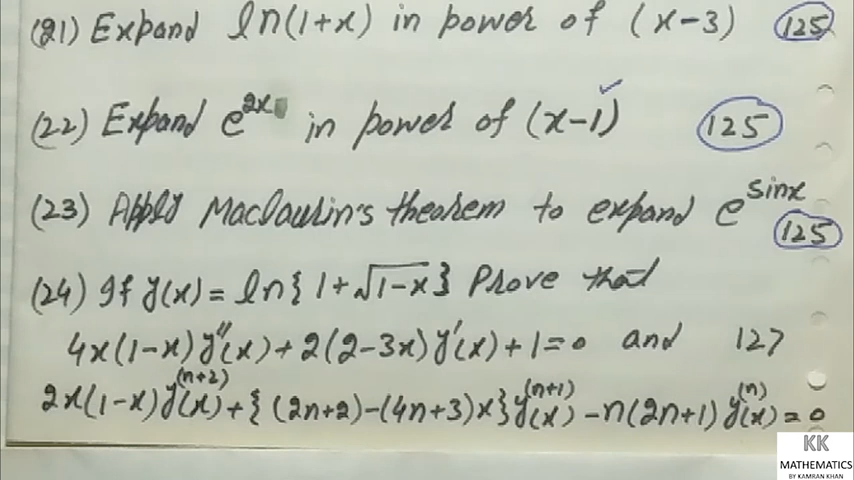 (21) Expand ln(1+x) in power of (x-3) 125
(22) Expand e^2x in power of (x-1) 125
(23) Apply Maclaurin's theorem to expand e^sinx
125
(24) If y(x) = ln{1+√1-x} Prove that
4x(1-x)y''(x)+2(2-3x)y'(x)+1=0 and 127
2x(1-x)y^(n+2)(x)+{(2n+2)-(4n+3)x}y^(n+1)(x)-n(2n+1)y^(n)(x)=0
KK
MATHEMATICS
BY KAMRAN KHAN